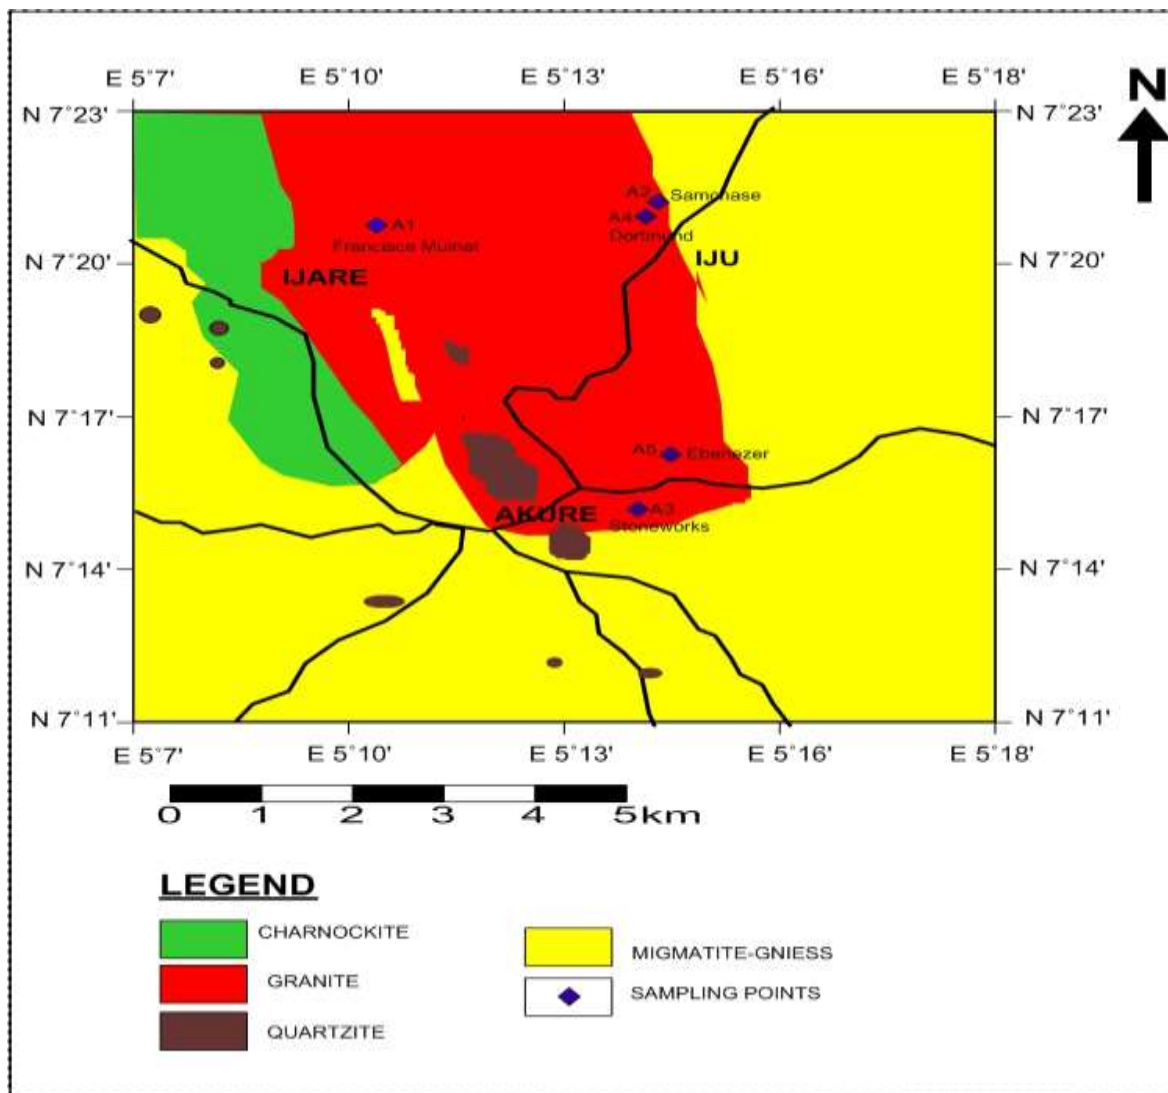 E 5°7' E 5°10' E 5°13' E 5°16' E 5°18'
N
N 7°23' N 7°23'
A2 Samchase
A1 A4
Francisco Muinat Dortmund
N 7°20' IJU N 7°20'
IJARE
N 7°17' N 7°17'
A5 Ebenezer
AKURE A3
Stoneworks
N 7°14' N 7°14'
N 7°11' N 7°11'
E 5°7' E 5°10' E 5°13' E 5°16' E 5°18'
0 1 2 3 4 5km
LEGEND
CHARNOCKITE
GRANITE
QUARTZITE
MIGMATITE-GNIESS
SAMPLING POINTS